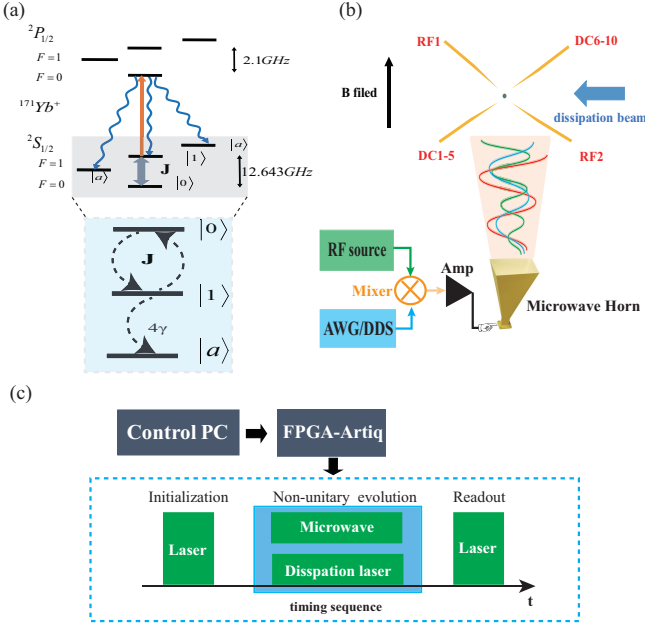 (a)
²P₁/₂
F = 1
F = 0
2.1GHz
¹⁷¹Yb⁺
²S₁/₂
F = 1
F = 0
|a⟩
|1⟩
|a⟩
J
|0⟩
12.643GHz
|0⟩
J
|1⟩
4γ
|a⟩
(b)
RF1
DC6-10
B filed
dissipation beam
DC1-5
RF2
RF source
Mixer
Amp
AWG/DDS
Microwave Horn
(c)
Control PC
FPGA-Artiq
Initialization
Non-unitary evolution
Readout
Laser
Microwave
Disspation laser
Laser
t
timing sequence